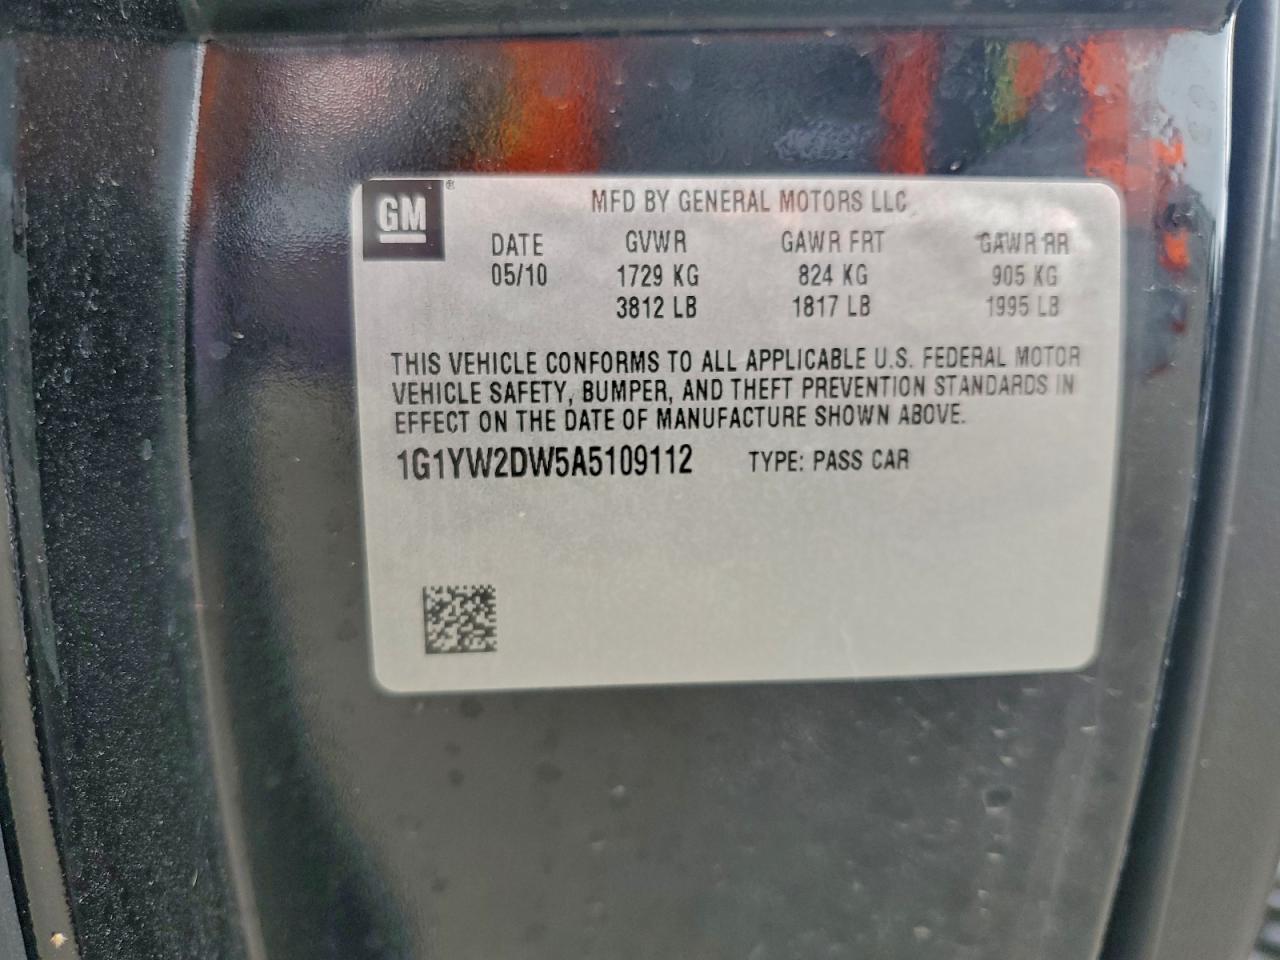 GM®
MFD BY GENERAL MOTORS LLC
DATE GVWR GAWR FRT GAWR RR
05/10 1729 KG 824 KG 905 KG
3812 LB 1817 LB 1995 LB
THIS VEHICLE CONFORMS TO ALL APPLICABLE U.S. FEDERAL MOTOR
VEHICLE SAFETY, BUMPER, AND THEFT PREVENTION STANDARDS IN
EFFECT ON THE DATE OF MANUFACTURE SHOWN ABOVE.
1G1YW2DW5A5109112 TYPE: PASS CAR